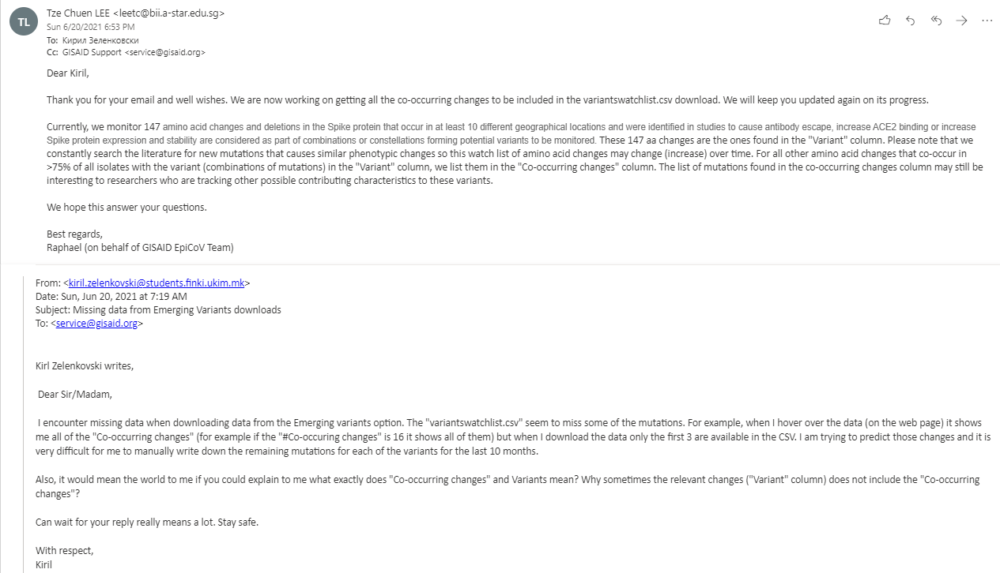 TL
Tze Chuen LEE <leetc@bii.a-star.edu.sg>
Sun 6/20/2021 6:53 PM
To: Кирил Зеленковски
Cc: GISAID Support <service@gisaid.org>
Dear Kiril,
Thank you for your email and well wishes. We are now working on getting all the co-occurring changes to be included in the variantswatchlist.csv download. We will keep you updated again on its progress.
Currently, we monitor 147 amino acid changes and deletions in the Spike protein that occur in at least 10 different geographical locations and were identified in studies to cause antibody escape, increase ACE2 binding or increase
Spike protein expression and stability are considered as part of combinations or constellations forming potential variants to be monitored. These 147 aa changes are the ones found in the "Variant" column. Please note that we
constantly search the literature for new mutations that causes similar phenotypic changes so this watch list of amino acid changes may change (increase) over time. For all other amino acid changes that co-occur in
>75% of all isolates with the variant (combinations of mutations) in the "Variant" column, we list them in the "Co-occurring changes" column. The list of mutations found in the co-occurring changes column may still be
interesting to researchers who are tracking other possible contributing characteristics to these variants.
We hope this answer your questions.
Best regards,
Raphael (on behalf of GISAID EpiCoV Team)
From: <kiril.zelenkovski@students.finki.ukim.mk>
Date: Sun, Jun 20, 2021 at 7:19 AM
Subject: Missing data from Emerging Variants downloads
To: <service@gisaid.org>
Kirl Zelenkovski writes,
Dear Sir/Madam,
I encounter missing data when downloading data from the Emerging variants option. The "variantswatchlist.csv" seem to miss some of the mutations. For example, when I hover over the data (on the web page) it shows
me all of the "Co-occurring changes" (for example if the "#Co-occuring changes" is 16 it shows all of them) but when I download the data only the first 3 are available in the CSV. I am trying to predict those changes and it is
very difficult for me to manually write down the remaining mutations for each of the variants for the last 10 months.
Also, it would mean the world to me if you could explain to me what exactly does "Co-occurring changes" and Variants mean? Why sometimes the relevant changes ("Variant" column) does not include the "Co-occurring
changes"?
Can wait for your reply really means a lot. Stay safe.
With respect,
Kiril